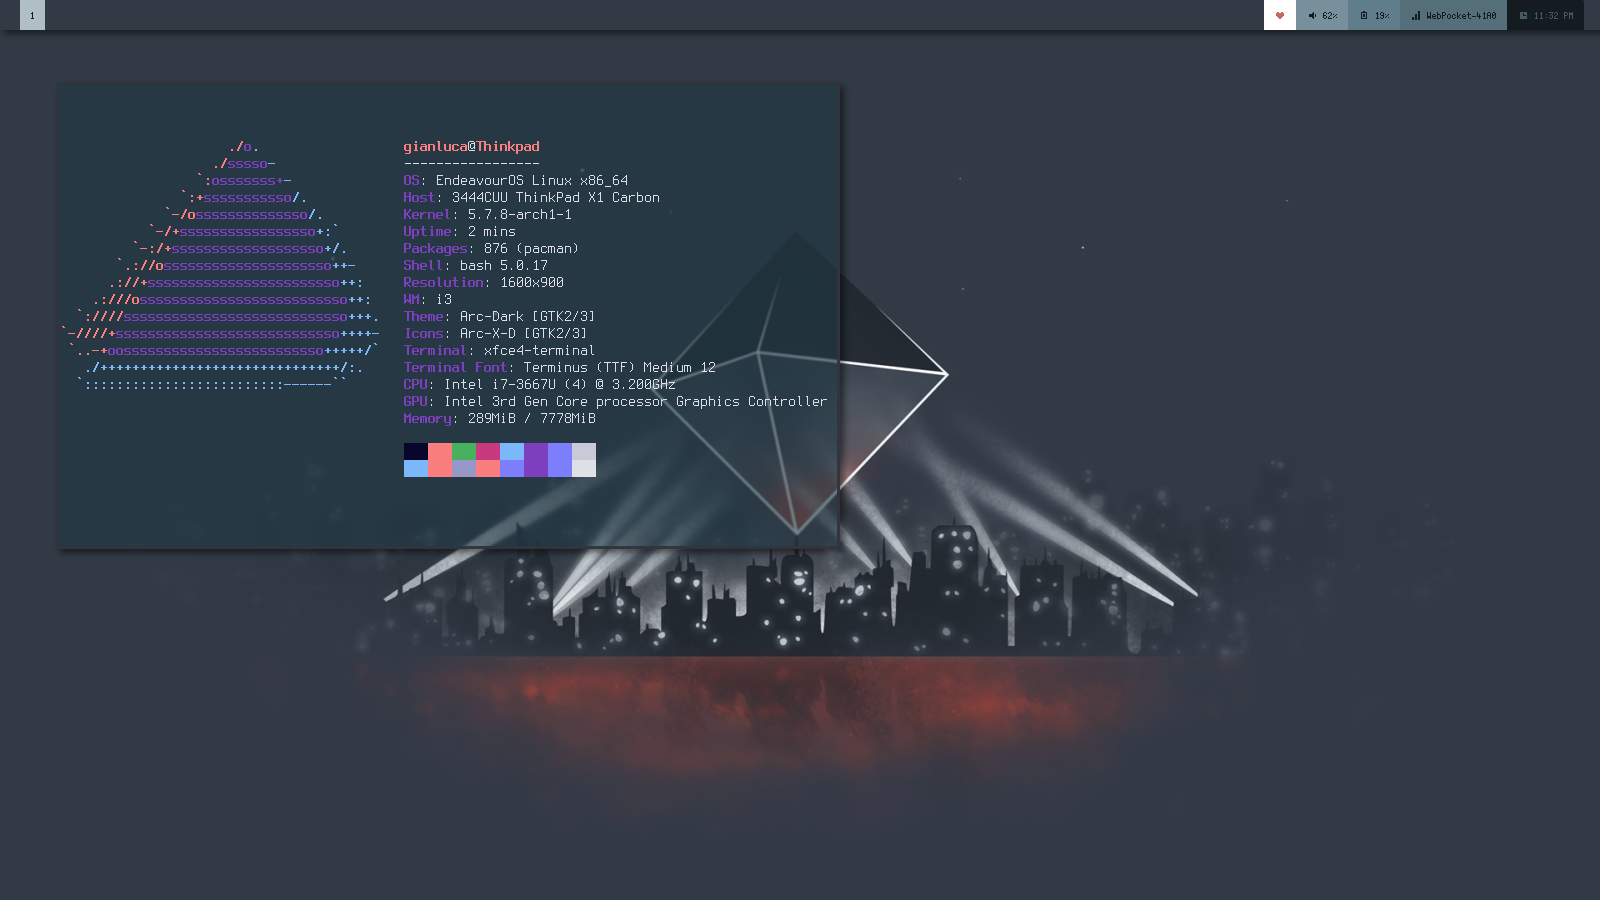 1
62%
19%
WebPocket-41A0
11:32 PM
./o.
./sssso-
`:osssssss+-
`:+sssssssssso/.
`-/ossssssssssssso/.
`-/+sssssssssssssssso+:`
`-:/+sssssssssssssssssso+/.
`.://osssssssssssssssssssso++-
.://+ssssssssssssssssssssssso++:
.:///ossssssssssssssssssssssssso++:
`:////ssssssssssssssssssssssssssso+++.
`-////+ssssssssssssssssssssssssssso++++-
`..-+oosssssssssssssssssssssssso+++++/`
./++++++++++++++++++++++++++++++/:.
`:::::::::::::::::::::::::------``
gianluca@Thinkpad
-----------------
OS: EndeavourOS Linux x86_64
Host: 3444CUU ThinkPad X1 Carbon
Kernel: 5.7.8-arch1-1
Uptime: 2 mins
Packages: 876 (pacman)
Shell: bash 5.0.17
Resolution: 1600x900
WM: i3
Theme: Arc-Dark [GTK2/3]
Icons: Arc-X-D [GTK2/3]
Terminal: xfce4-terminal
Terminal Font: Terminus (TTF) Medium 12
CPU: Intel i7-3667U (4) @ 3.200GHz
GPU: Intel 3rd Gen Core processor Graphics Controller
Memory: 289MiB / 7778MiB